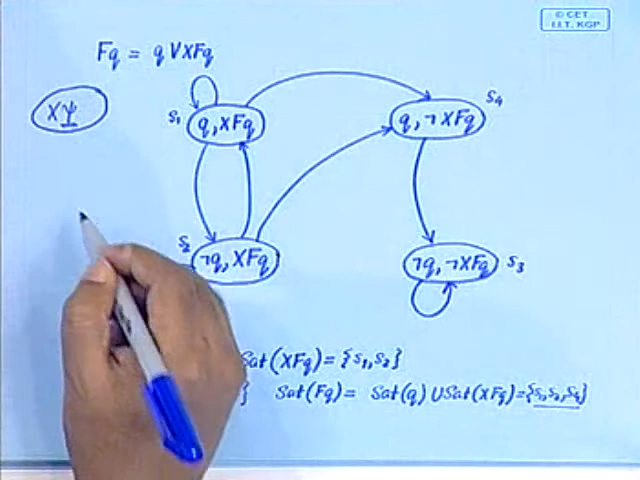 © CET
I.I.T. KGP
Fq = q V XFq
XΨ
S1
q, XFq
q, ¬XFq
S4
S2
¬q, XFq
¬q, ¬XFq
S3
Sat(XFq) = {S1, S2}
} Sat(Fq) = Sat(q) U Sat(XFq) = {S1, S2, S4}